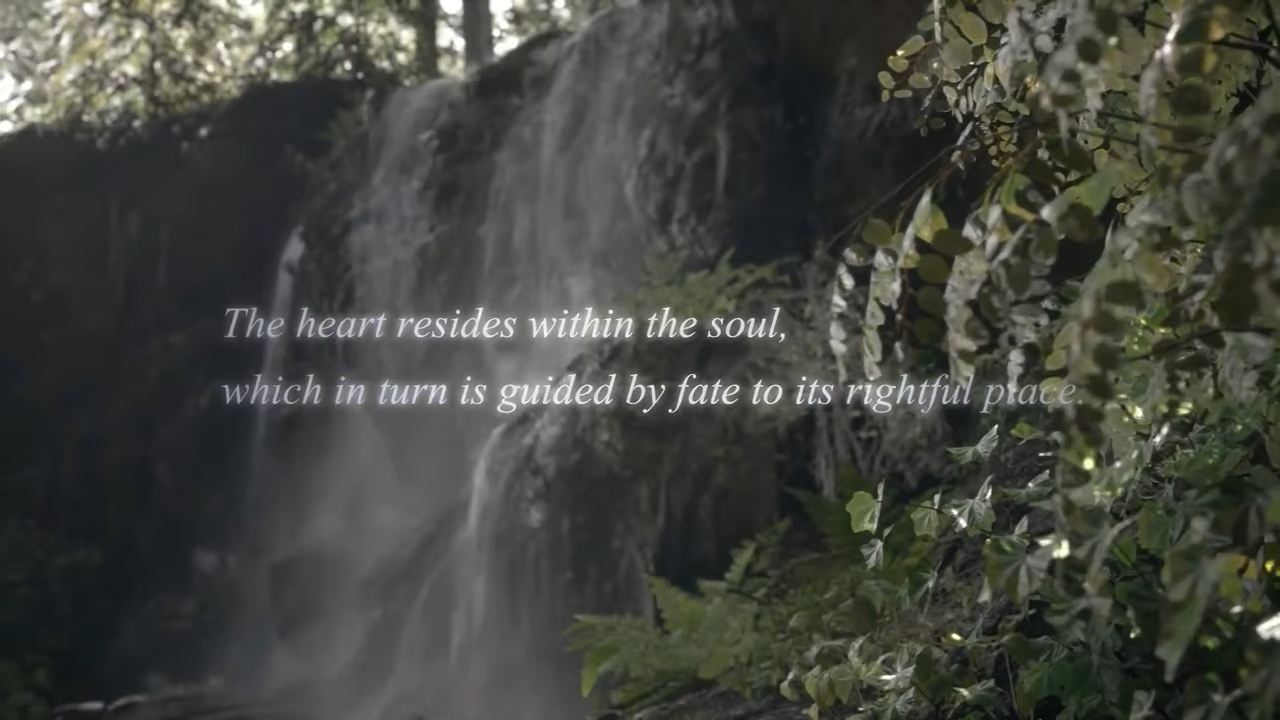 The heart resides within the soul,
which in turn is guided by fate to its rightful place.